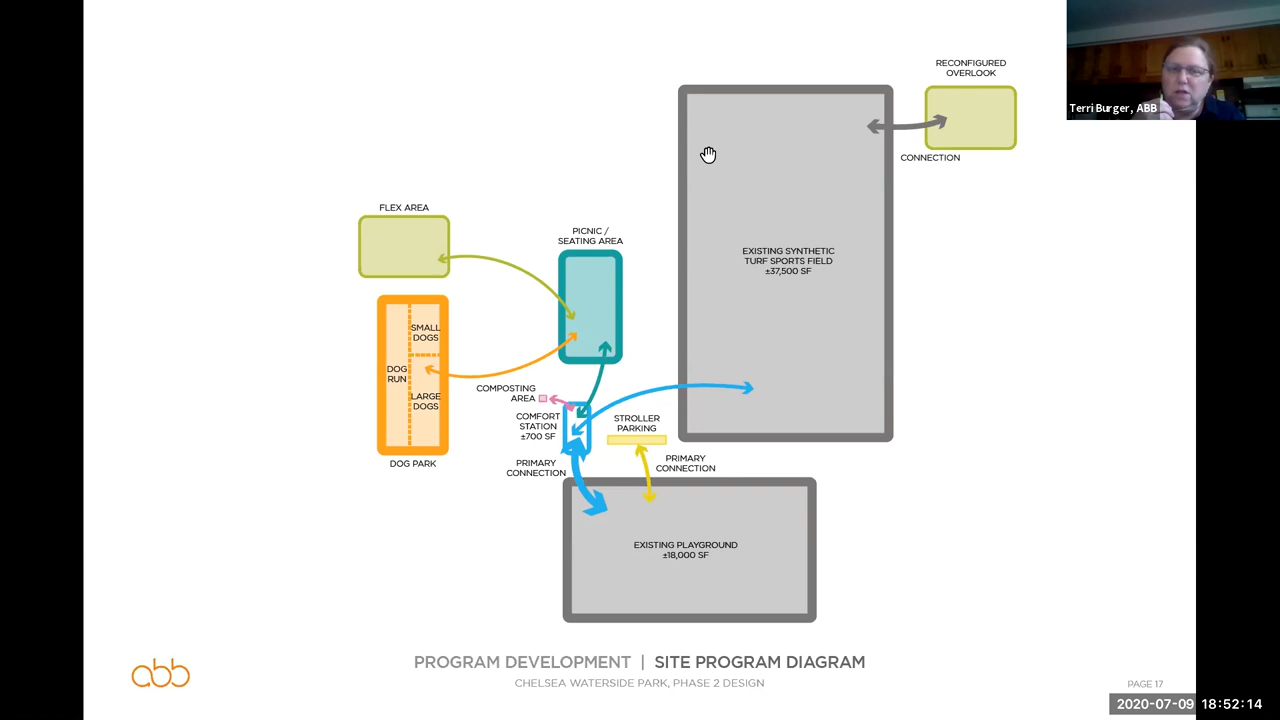 RECONFIGURED
OVERLOOK
Terri Burger, ABB
CONNECTION
FLEX AREA
PICNIC /
SEATING AREA
EXISTING SYNTHETIC
TURF SPORTS FIELD
±37,500 SF
SMALL
DOGS
DOG
RUN
LARGE
DOGS
DOG PARK
COMPOSTING
AREA
COMFORT
STATION
±700 SF
STROLLER
PARKING
PRIMARY
CONNECTION
PRIMARY
CONNECTION
EXISTING PLAYGROUND
±18,000 SF
abb
PROGRAM DEVELOPMENT | SITE PROGRAM DIAGRAM
CHELSEA WATERSIDE PARK, PHASE 2 DESIGN
PAGE 17
2020-07-09 18:52:14